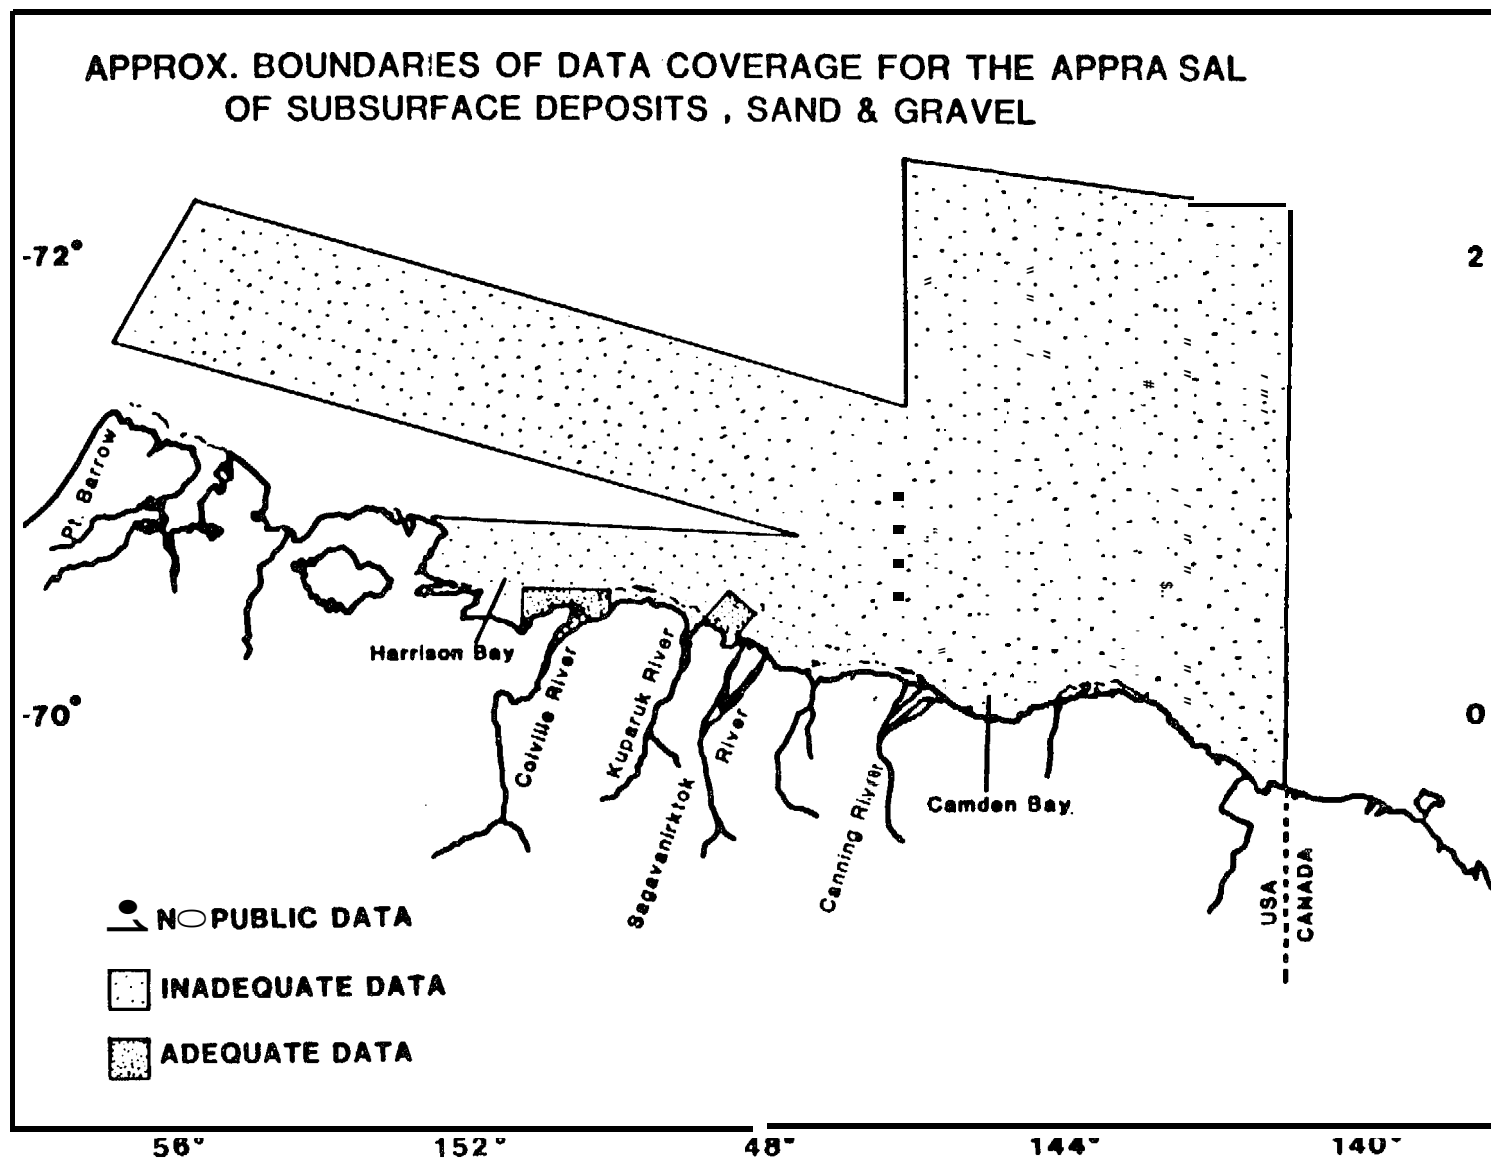 APPROX. BOUNDARIES OF DATA COVERAGE FOR THE APPRA SAL
OF SUBSURFACE DEPOSITS , SAND & GRAVEL
-72°
2
Pt. Barrow
Harrison Bay
Colville River
Kuparuk River
Sagavanirktok
River
Canning Rivrer
Camden Bay.
-70°
0
USA
CANADA
NO PUBLIC DATA
INADEQUATE DATA
ADEQUATE DATA
56°
152°
48°
144°
140°